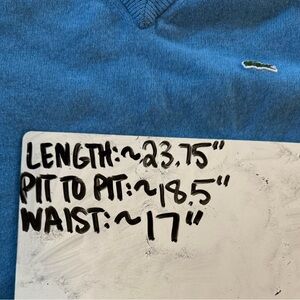 LENGTH:~23.75"
PIT TO PIT:~18.5"
WAIST:~17"